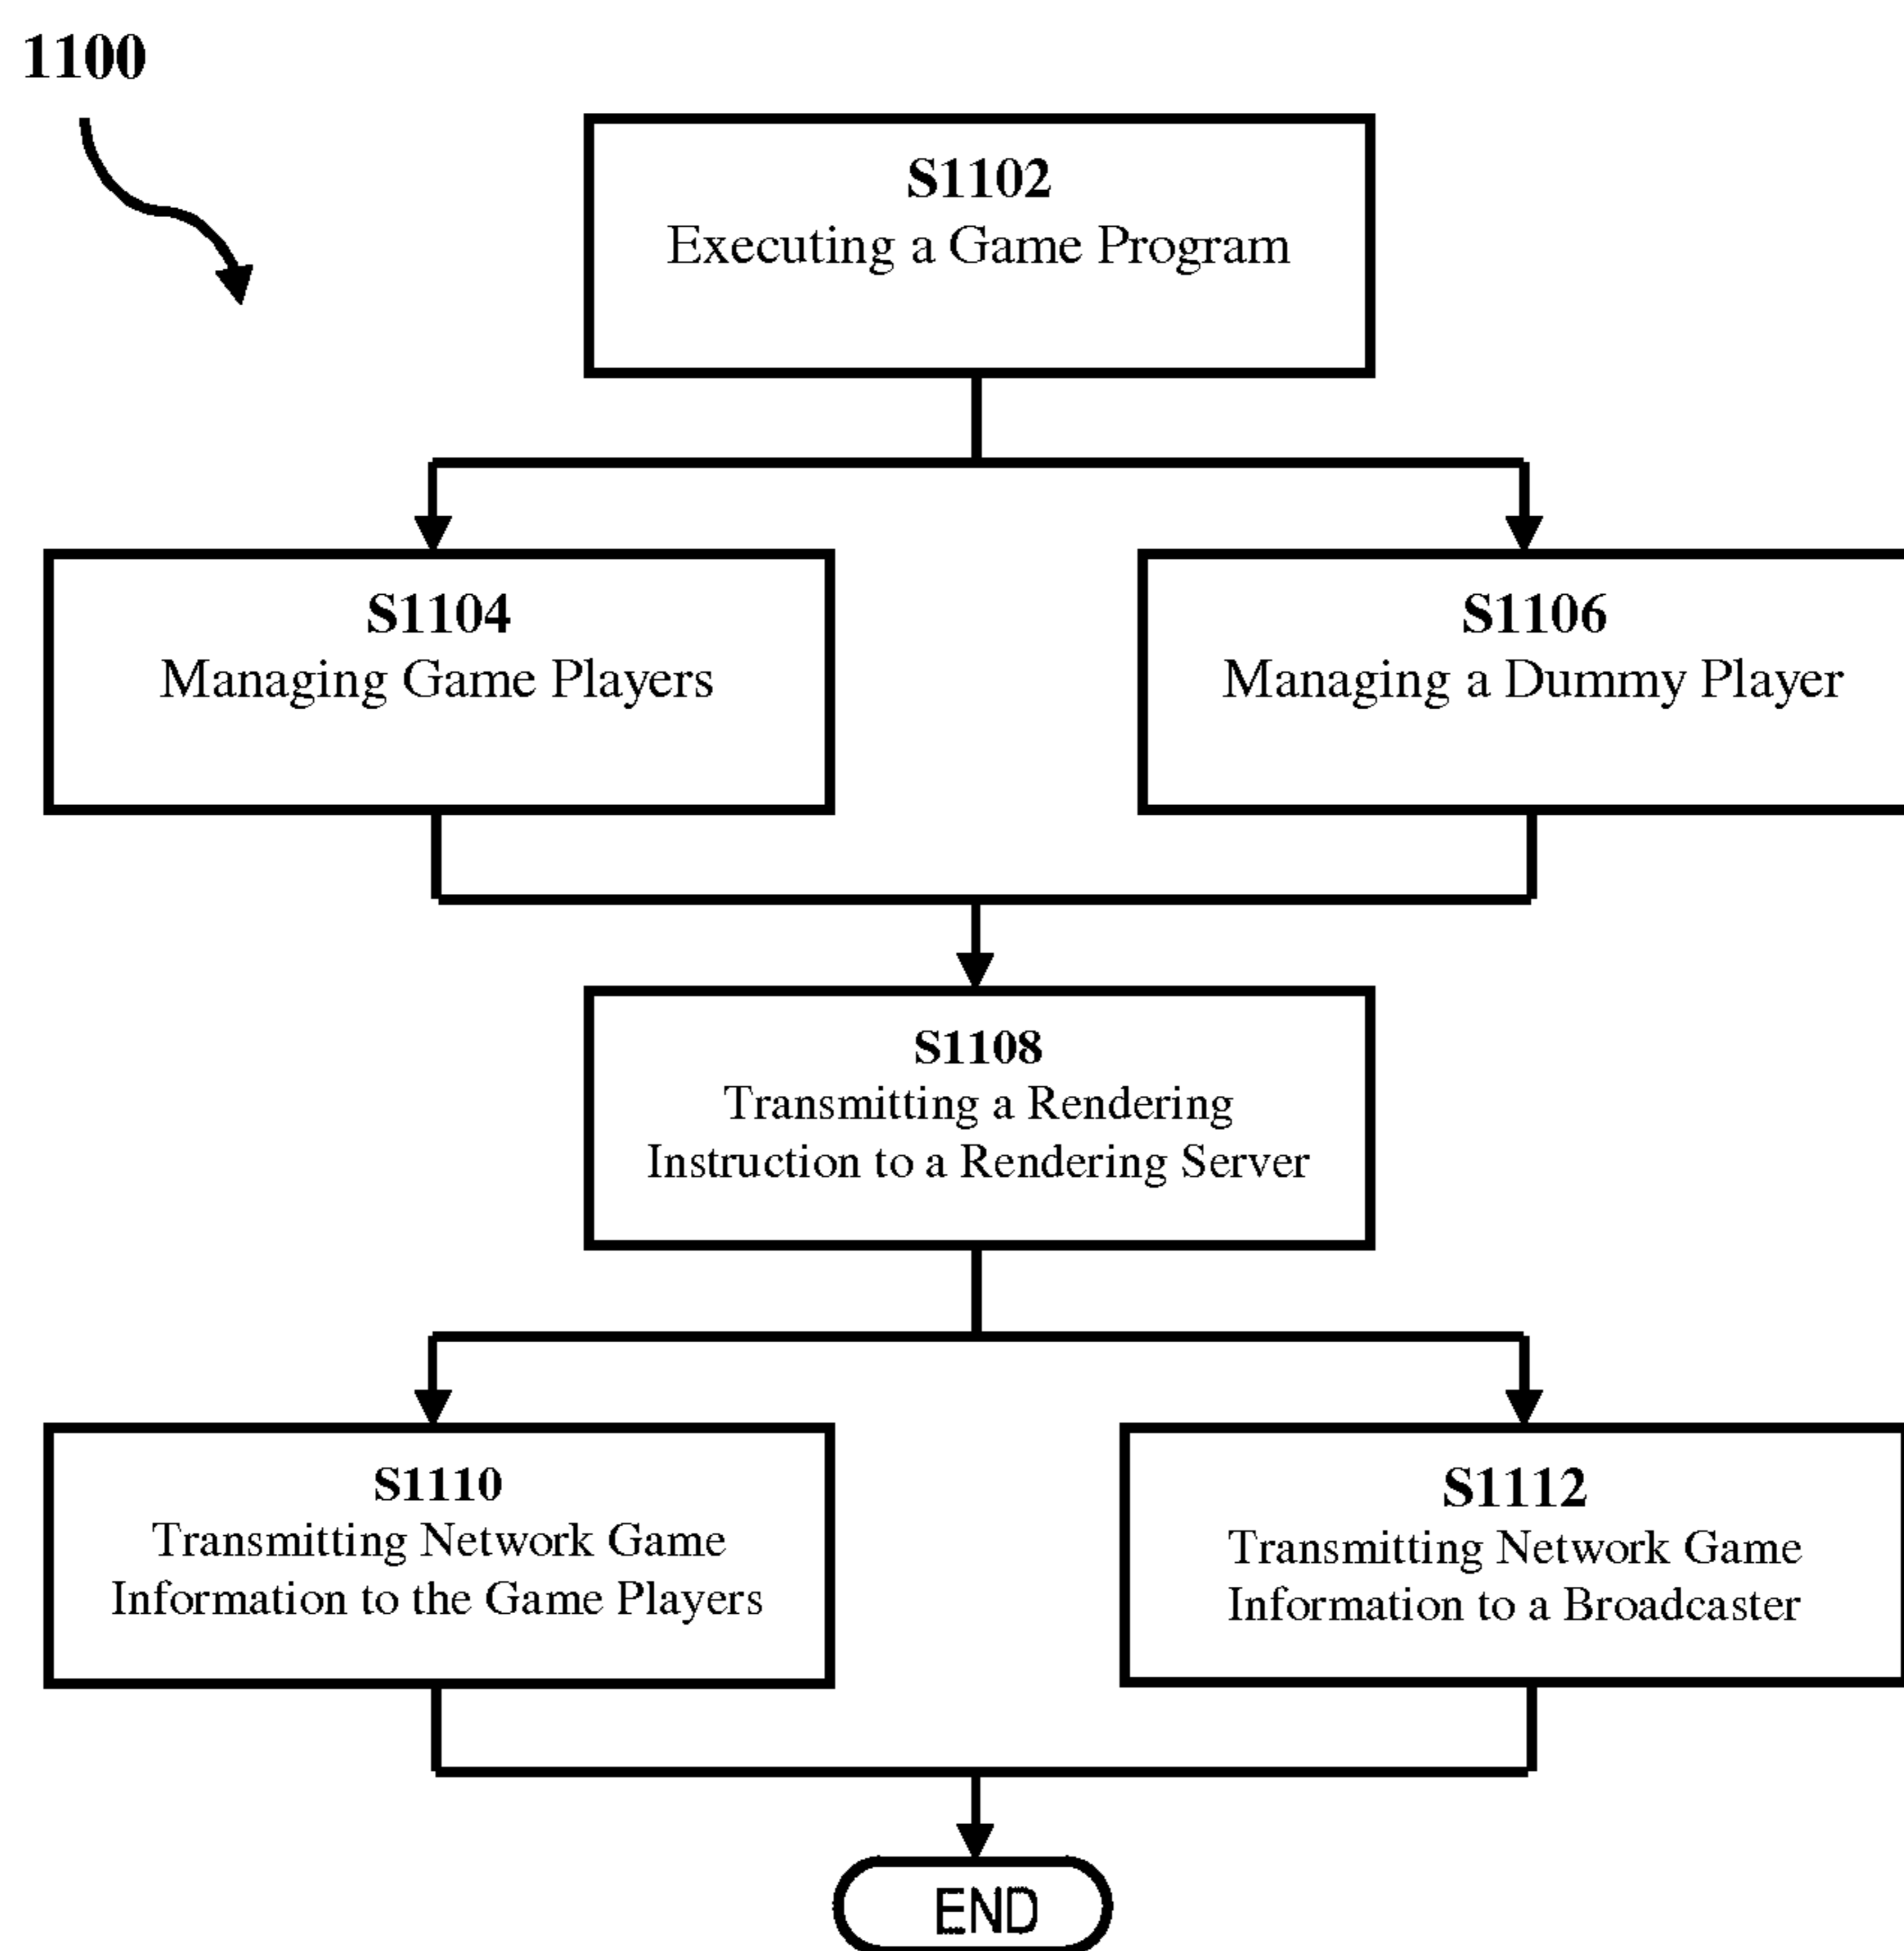 1100
S1102
Executing a Game Program
S1104
Managing Game Players
S1106
Managing a Dummy Player
S1108
Transmitting a Rendering
Instruction to a Rendering Server
S1110
Transmitting Network Game
Information to the Game Players
S1112
Transmitting Network Game
Information to a Broadcaster
END